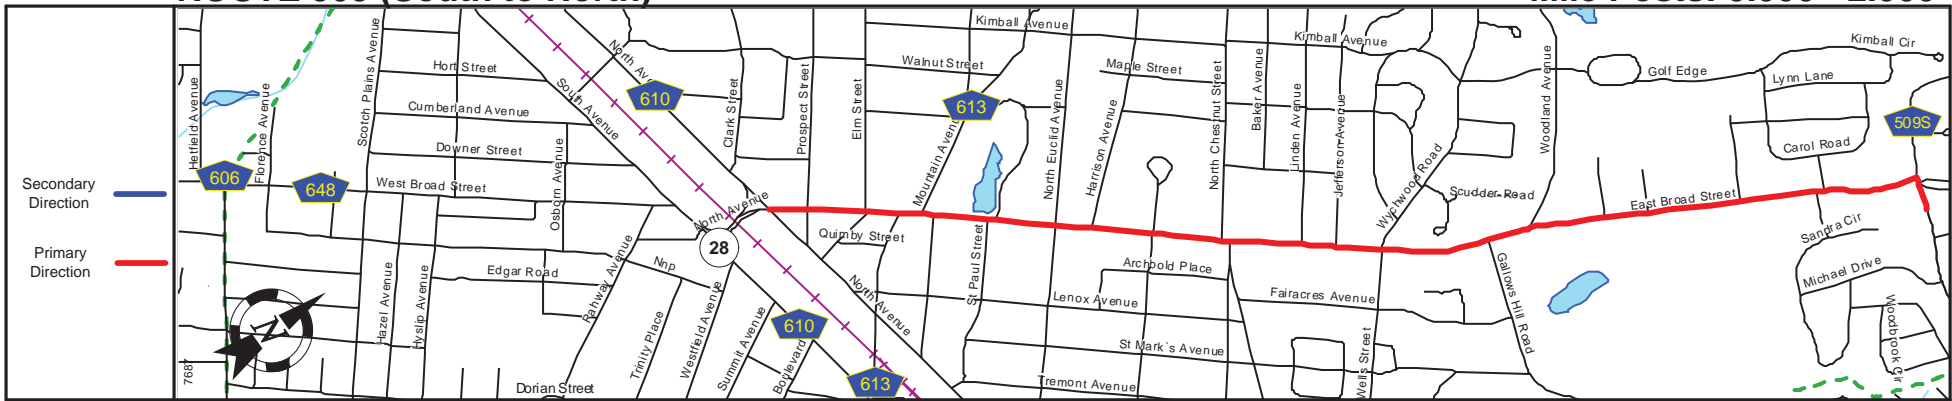 Secondary
Direction
Primary
Direction
Hetfield Avenue
Florence Avenue
Scotch Plains Avenue
Hort Street
Cumberland Avenue
Downer Street
West Broad Street
Osborn Avenue
South Avenue
North Ave
610
606
648
Clark Street
Prospect Street
Elm Street
Kimball Avenue
Walnut Street
613
Mountain Avenu
North Euclid Avenue
Maple Street
Harrison Avenue
North Chestnut Street
Baker Avenue
Linden Avenue
Jefferson Avenue
Kimball Avenue
Wychwood Road
Scudder Road
Woodland Avenue
Golf Edge
Kimball Cir
Lynn Lane
Carol Road
509S
East Broad Street
Sandra Cir
Michael Drive
Woodbrook Cir
Gallows Hill Road
North Avenue
28
Quimby Street
St Paul Street
Archbold Place
Lenox Avenue
Fairacres Avenue
St Mark`s Avenue
Tremont Avenue
Wells Street
North Avenue
610
613
Edgar Road
Nnp
Rahway Avenue
Hazel Avenue
Hyslip Avenue
Trinity Place
Westfield Avenue
Summit Avenue
Boulevard
Dorian Street
N